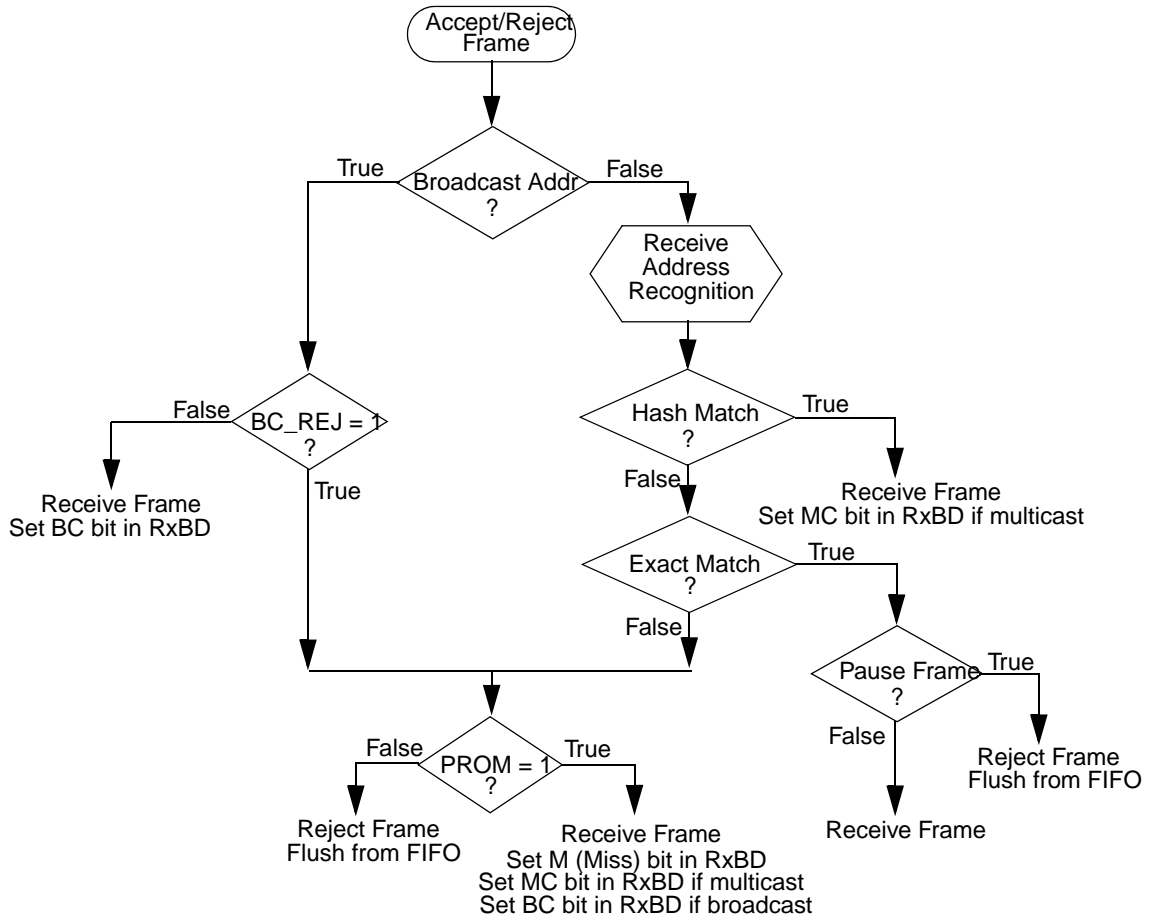 Accept/Reject
Frame
True
False
Broadcast Addr
?
Receive
Address
Recognition
False
BC_REJ = 1
?
True
Hash Match
?
True
False
Receive Frame
Set BC bit in RxBD
Receive Frame
Set MC bit in RxBD if multicast
Exact Match
?
True
False
Pause Frame
?
True
False
False
PROM = 1
?
True
Reject Frame
Flush from FIFO
Receive Frame
Reject Frame
Flush from FIFO
Receive Frame
Set M (Miss) bit in RxBD
Set MC bit in RxBD if multicast
Set BC bit in RxBD if broadcast